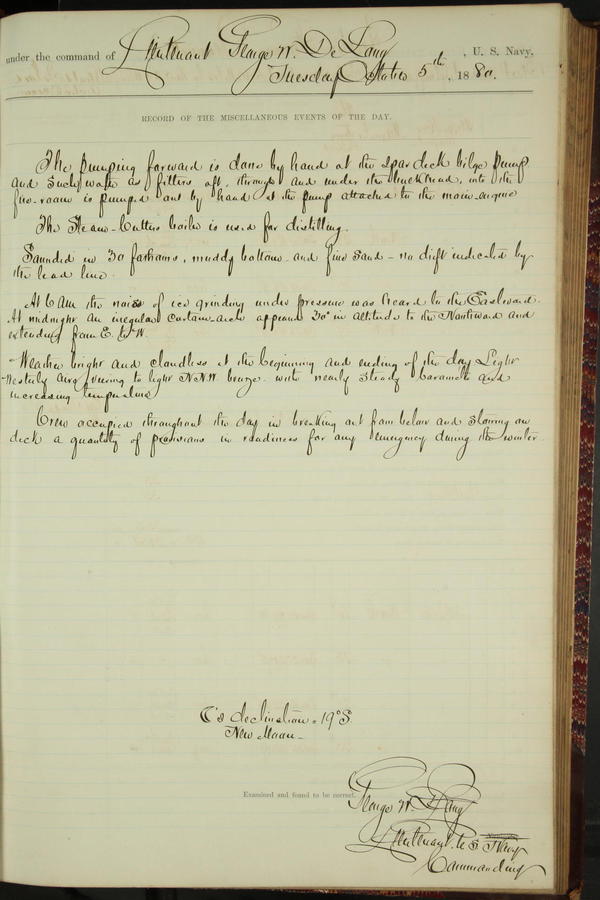 under the command of Lieutenant George W. De Long, U. S. Navy,
Tuesday October 5th, 1880.
RECORD OF THE MISCELLANEOUS EVENTS OF THE DAY.
The pumping forward is done by hand at the spar deck bilge pump
and such water as filters aft, through and under the bulkhead, into the
fire-room is pumped out by hand at the pump attached to the main-engine
The Steam-Cutters boiler is used for distilling.
Sounded in 30 fathoms, muddy bottom and fine sand - no drift indicated by
the lead line.
At 6 AM the noise of ice grinding under pressure was heard to the Eastward.
At midnight an irregular curtain-arch appeared 30° in altitude to the Northward and
extending from E. to W.
Weather bright and cloudless at the beginning and ending of the day. Light
Westerly airs veering to light N.N.W. breeze with nearly steady barometer and
increasing temperature
Crew occupied throughout the day in breaking out from below and storing on
deck a quantity of provisions in readiness for any emergency during the winter.
declination = 19° S.
New Moon -
Examined and found to be correct.
George W. De Long
Lieutenant U S Navy
Commanding